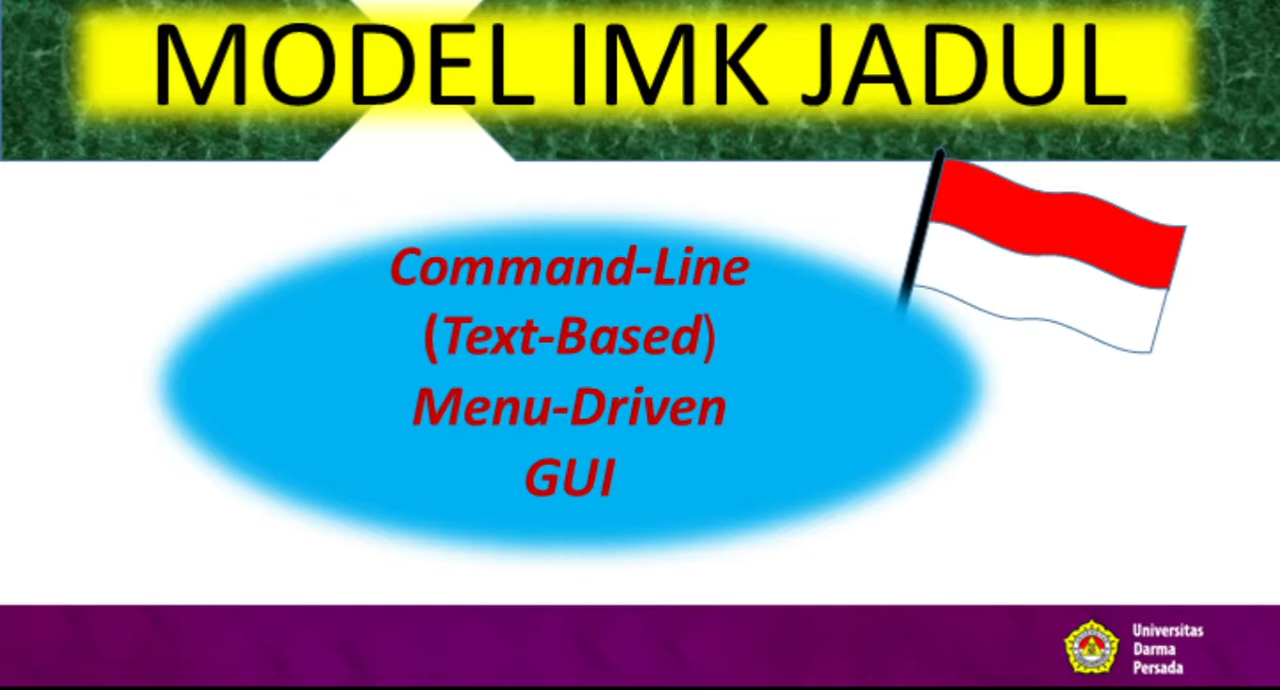 MODEL IMK JADUL
Command-Line
(Text-Based)
Menu-Driven
GUI
Universitas
Darma
Persada